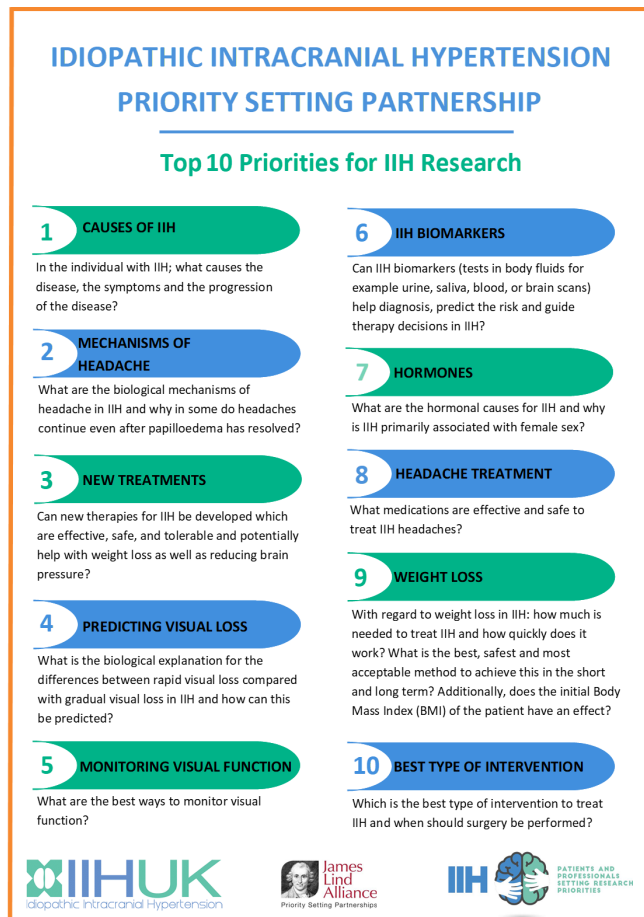 IDIOPATHIC INTRACRANIAL HYPERTENSION
PRIORITY SETTING PARTNERSHIP
Top 10 Priorities for IIH Research
1
CAUSES OF IIH
In the individual with IIH; what causes the
disease, the symptoms and the progression
of the disease?
2
MECHANISMS OF
HEADACHE
What are the biological mechanisms of
headache in IIH and why in some do headaches
continue even after papilloedema has resolved?
3
NEW TREATMENTS
Can new therapies for IIH be developed which
are effective, safe, and tolerable and potentially
help with weight loss as well as reducing brain
pressure?
4
PREDICTING VISUAL LOSS
What is the biological explanation for the
differences between rapid visual loss compared
with gradual visual loss in IIH and how can this
be predicted?
5
MONITORING VISUAL FUNCTION
What are the best ways to monitor visual
function?
6
IIH BIOMARKERS
Can IIH biomarkers (tests in body fluids for
example urine, saliva, blood, or brain scans)
help diagnosis, predict the risk and guide
therapy decisions in IIH?
7
HORMONES
What are the hormonal causes for IIH and why
is IIH primarily associated with female sex?
8
HEADACHE TREATMENT
What medications are effective and safe to
treat IIH headaches?
9
WEIGHT LOSS
With regard to weight loss in IIH: how much is
needed to treat IIH and how quickly does it
work? What is the best, safest and most
acceptable method to achieve this in the short
and long term? Additionally, does the initial Body
Mass Index (BMI) of the patient have an effect?
10
BEST TYPE OF INTERVENTION
Which is the best type of intervention to treat
IIH and when should surgery be performed?
IIHUK
Idiopathic Intracranial Hypertension
James
Lind
Alliance
Priority Setting Partnerships
IIH
PATIENTS AND
PROFESSIONALS
SETTING RESEARCH
PRIORITIES